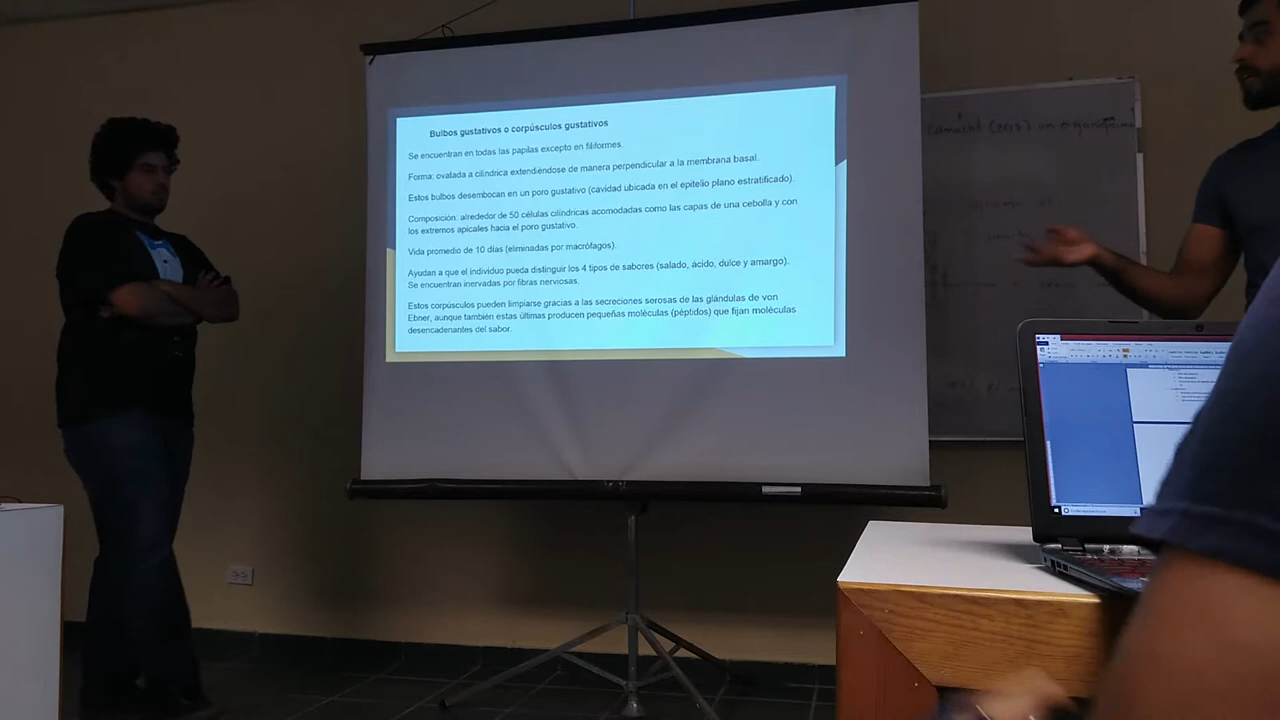 Bulbos gustativos o corpúsculos gustativos
Se encuentran en todas las papilas excepto en filiformes.
Forma: ovalada a cilíndrica extendiéndose de manera perpendicular a la membrana basal.
Estos bulbos desembocan en un poro gustativo (cavidad ubicada en el epitelio plano estratificado).
Composición: alrededor de 50 células cilíndricas acomodadas como las capas de una cebolla y con
los extremos apicales hacia el poro gustativo.
Vida promedio de 10 días (eliminadas por macrófagos).
Ayudan a que el individuo pueda distinguir los 4 tipos de sabores (salado, ácido, dulce y amargo).
Se encuentran inervadas por fibras nerviosas.
Estos corpúsculos pueden limpiarse gracias a las secreciones serosas de las glándulas de von
Ebner, aunque también estas últimas producen pequeñas moléculas (péptidos) que fijan moléculas
desencadenantes del sabor.
(2017) un